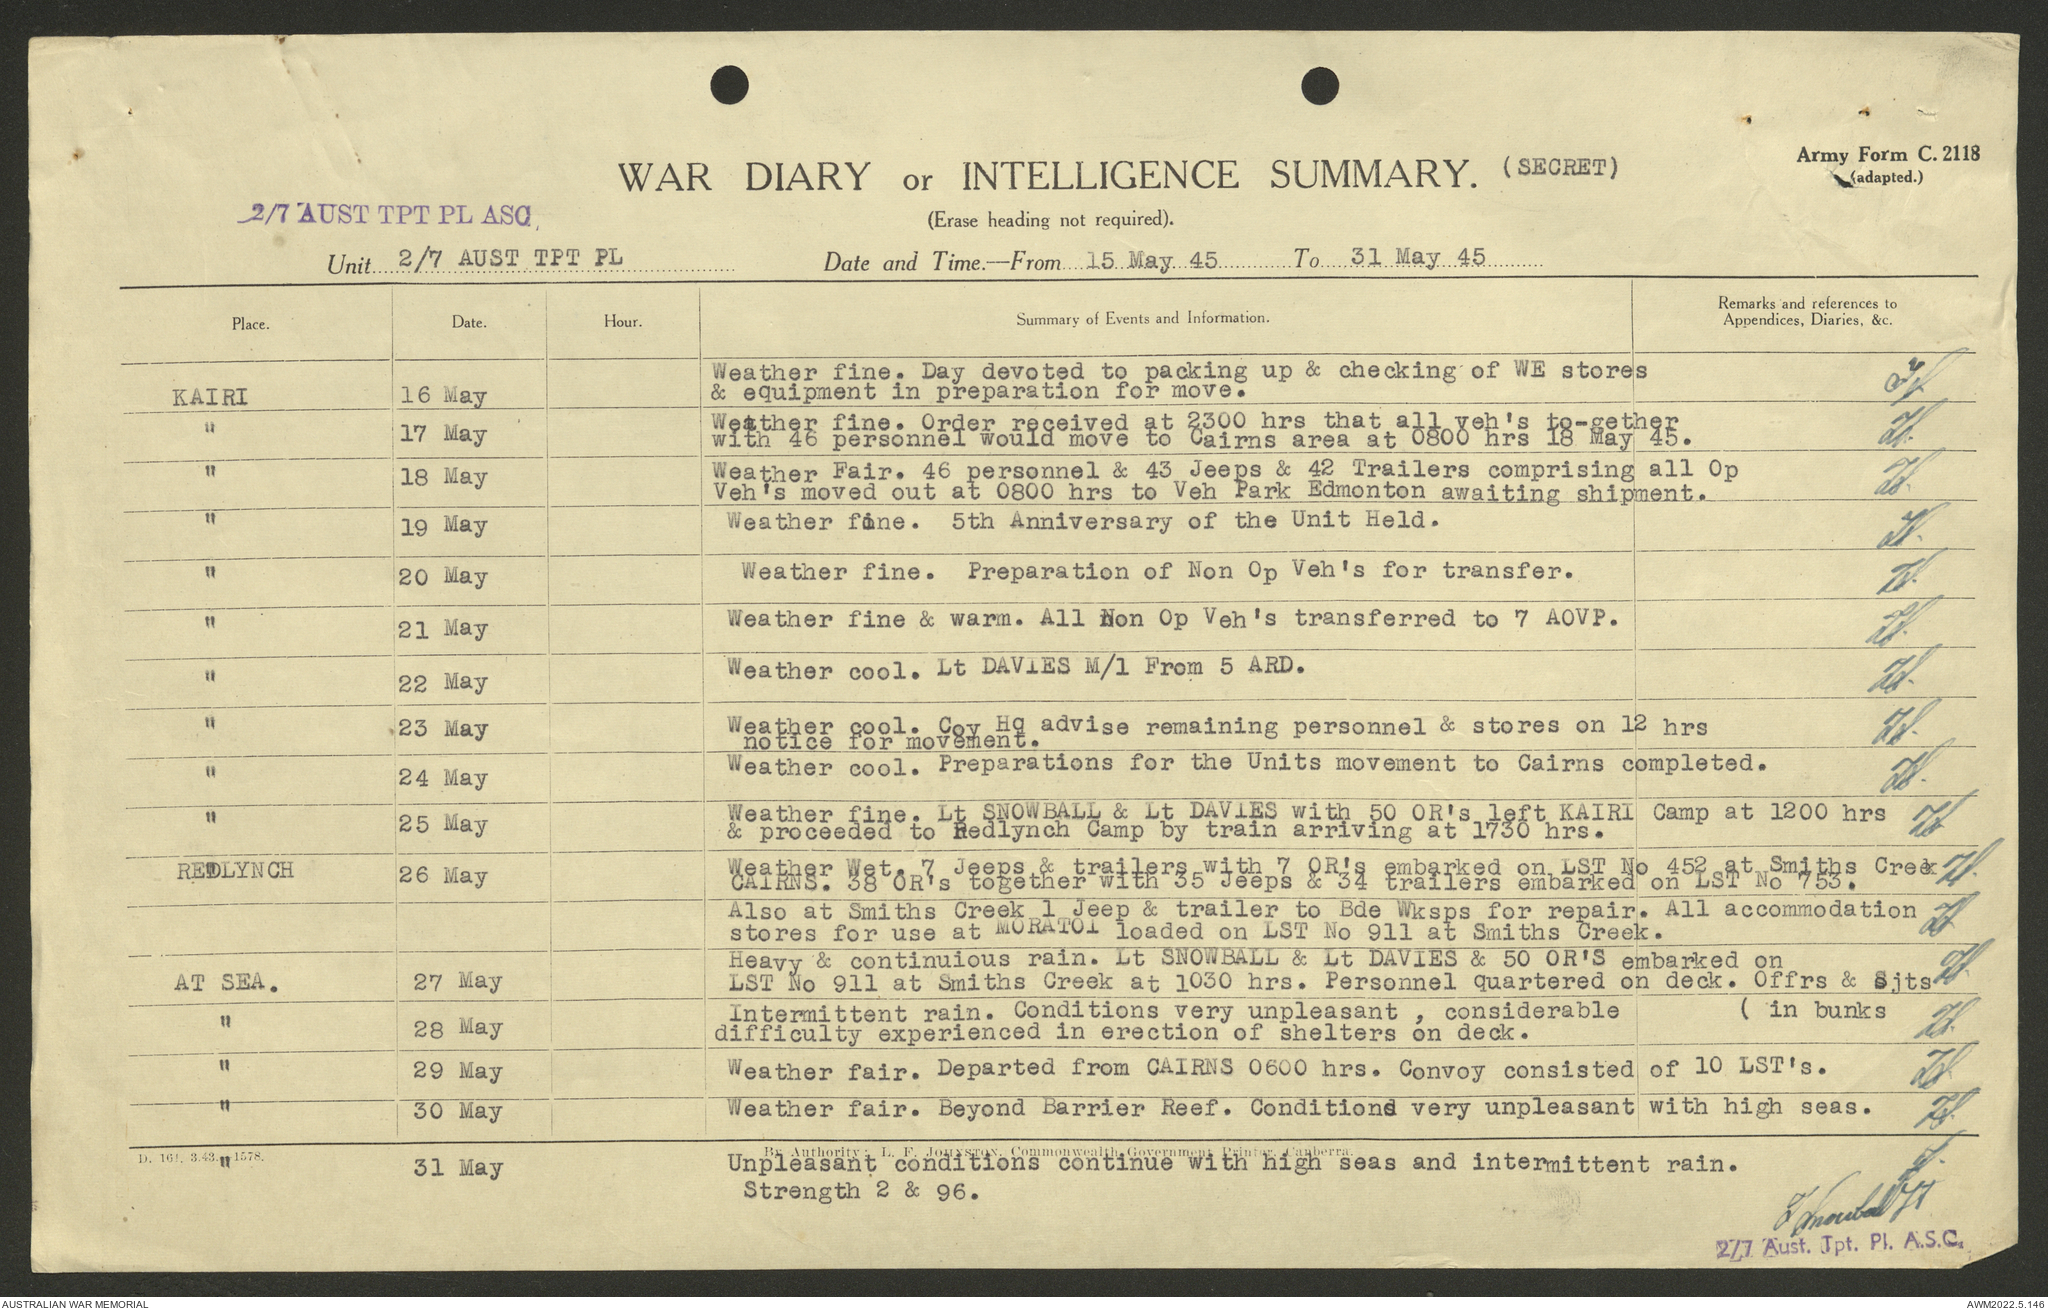 WAR DIARY or INTELLIGENCE SUMMARY. (SECRET)
Army Form C. 2118
(adapted.)
(Erase heading not required).
2/7 AUST TPT PL ASC,
Unit 2/7 AUST TPT PL
Date and Time.—From 15 May 45 To 31 May 45
Place. Date. Hour. Summary of Events and Information. Remarks and references to
Appendices, Diaries, &c.
Weather fine. Day devoted to packing up & checking of WE stores
KAIRI 16 May & equipment in preparation for move.
" 17 May Weather fine. Order received at 2300 hrs that all veh's to-gether
with 46 personnel would move to Cairns area at 0800 hrs 18 May 45.
" 18 May Weather Fair. 46 personnel & 43 Jeeps & 42 Trailers comprising all Op
Veh's moved out at 0800 hrs to Veh Park Edmonton awaiting shipment.
" 19 May Weather fine. 5th Anniversary of the Unit Held.
" 20 May Weather fine. Preparation of Non Op Veh's for transfer.
" 21 May Weather fine & warm. All Non Op Veh's transferred to 7 AOVP.
" 22 May Weather cool. Lt DAVIES M/1 From 5 ARD.
" 23 May Weather cool. Coy Hq advise remaining personnel & stores on 12 hrs
notice for movement.
" 24 May Weather cool. Preparations for the Units movement to Cairns completed.
" 25 May Weather fine. Lt SNOWBALL & Lt DAVIES with 50 OR's left KAIRI Camp at 1200 hrs
& proceeded to Redlynch Camp by train arriving at 1730 hrs.
REDLYNCH 26 May Weather Wet. 7 Jeeps & trailers with 7 OR's embarked on LST No 452 at Smiths Creek
CAIRNS. 38 OR's together with 35 Jeeps & 34 trailers embarked on LST No 753.
Also at Smiths Creek 1 Jeep & trailer to Bde Wksps for repair. All accommodation
stores for use at MORATOI loaded on LST No 911 at Smiths Creek.
Heavy & continuious rain. Lt SNOWBALL & Lt DAVIES & 50 OR'S embarked on
AT SEA. 27 May LST No 911 at Smiths Creek at 1030 hrs. Personnel quartered on deck. Offrs & Sjts
( in bunks
" 28 May Intermittent rain. Conditions very unpleasant , considerable
difficulty experienced in erection of shelters on deck.
" 29 May Weather fair. Departed from CAIRNS 0600 hrs. Convoy consisted of 10 LST's.
" 30 May Weather fair. Beyond Barrier Reef. Conditions very unpleasant with high seas.
D. 161. 3.43.—1578. By Authority: L. F. Johnston, Commonwealth Government Printer, Canberra.
" 31 May Unpleasant conditions continue with high seas and intermittent rain.
Strength 2 & 96.
Snowball Lt
2/7 Aust. Tpt. Pl. A.S.C.
AUSTRALIAN WAR MEMORIAL
AWM2022.5.146